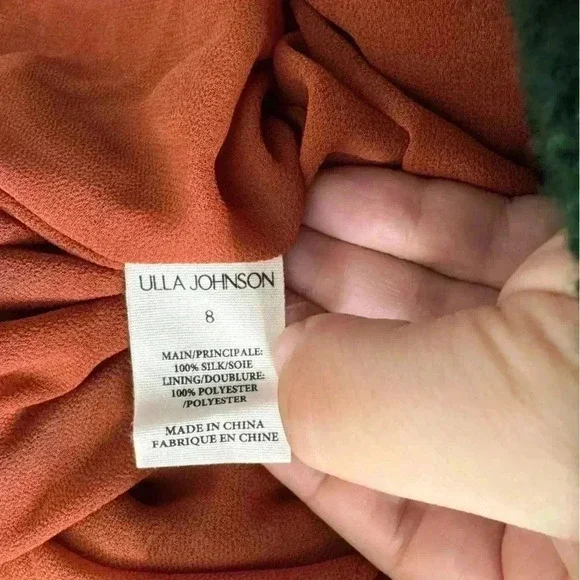 ULLA JOHNSON
8
MAIN/PRINCIPALE:
100% SILK/SOIE
LINING/DOUBLURE:
100% POLYESTER
/POLYESTER
MADE IN CHINA
FABRIQUE EN CHINE